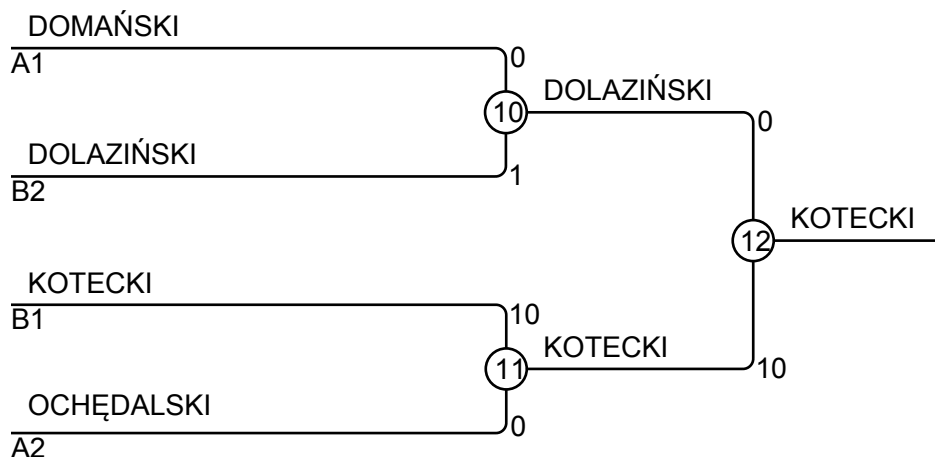 DOMAŃSKI
A1
0
10
DOLAZIŃSKI
0
DOLAZIŃSKI
B2
1
12
KOTECKI
KOTECKI
B1
10
11
KOTECKI
10
OCHĘDALSKI
A2
0